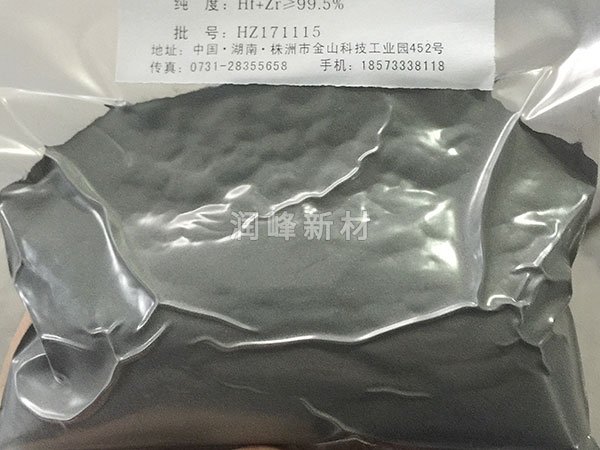 纯 度: Hf+Zr≥99.5%
批 号: HZ171115
地址: 中国·湖南·株洲市金山科技工业园452号
传真: 0731-28355658 手机: 18573338118
润峰新材